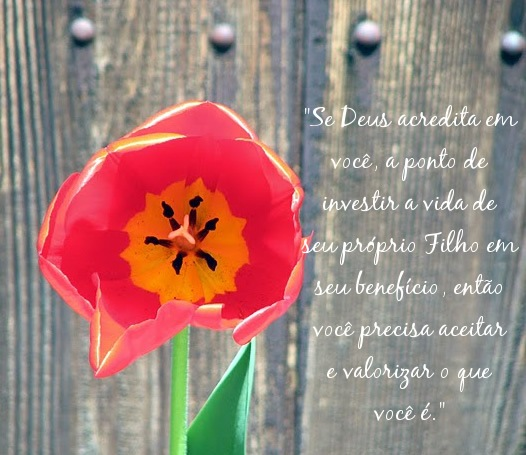 "Se Deus acredita em
você, a ponto de
investir a vida de
seu próprio Filho em
seu benefício, então
você precisa aceitar
e valorizar o que
você é."